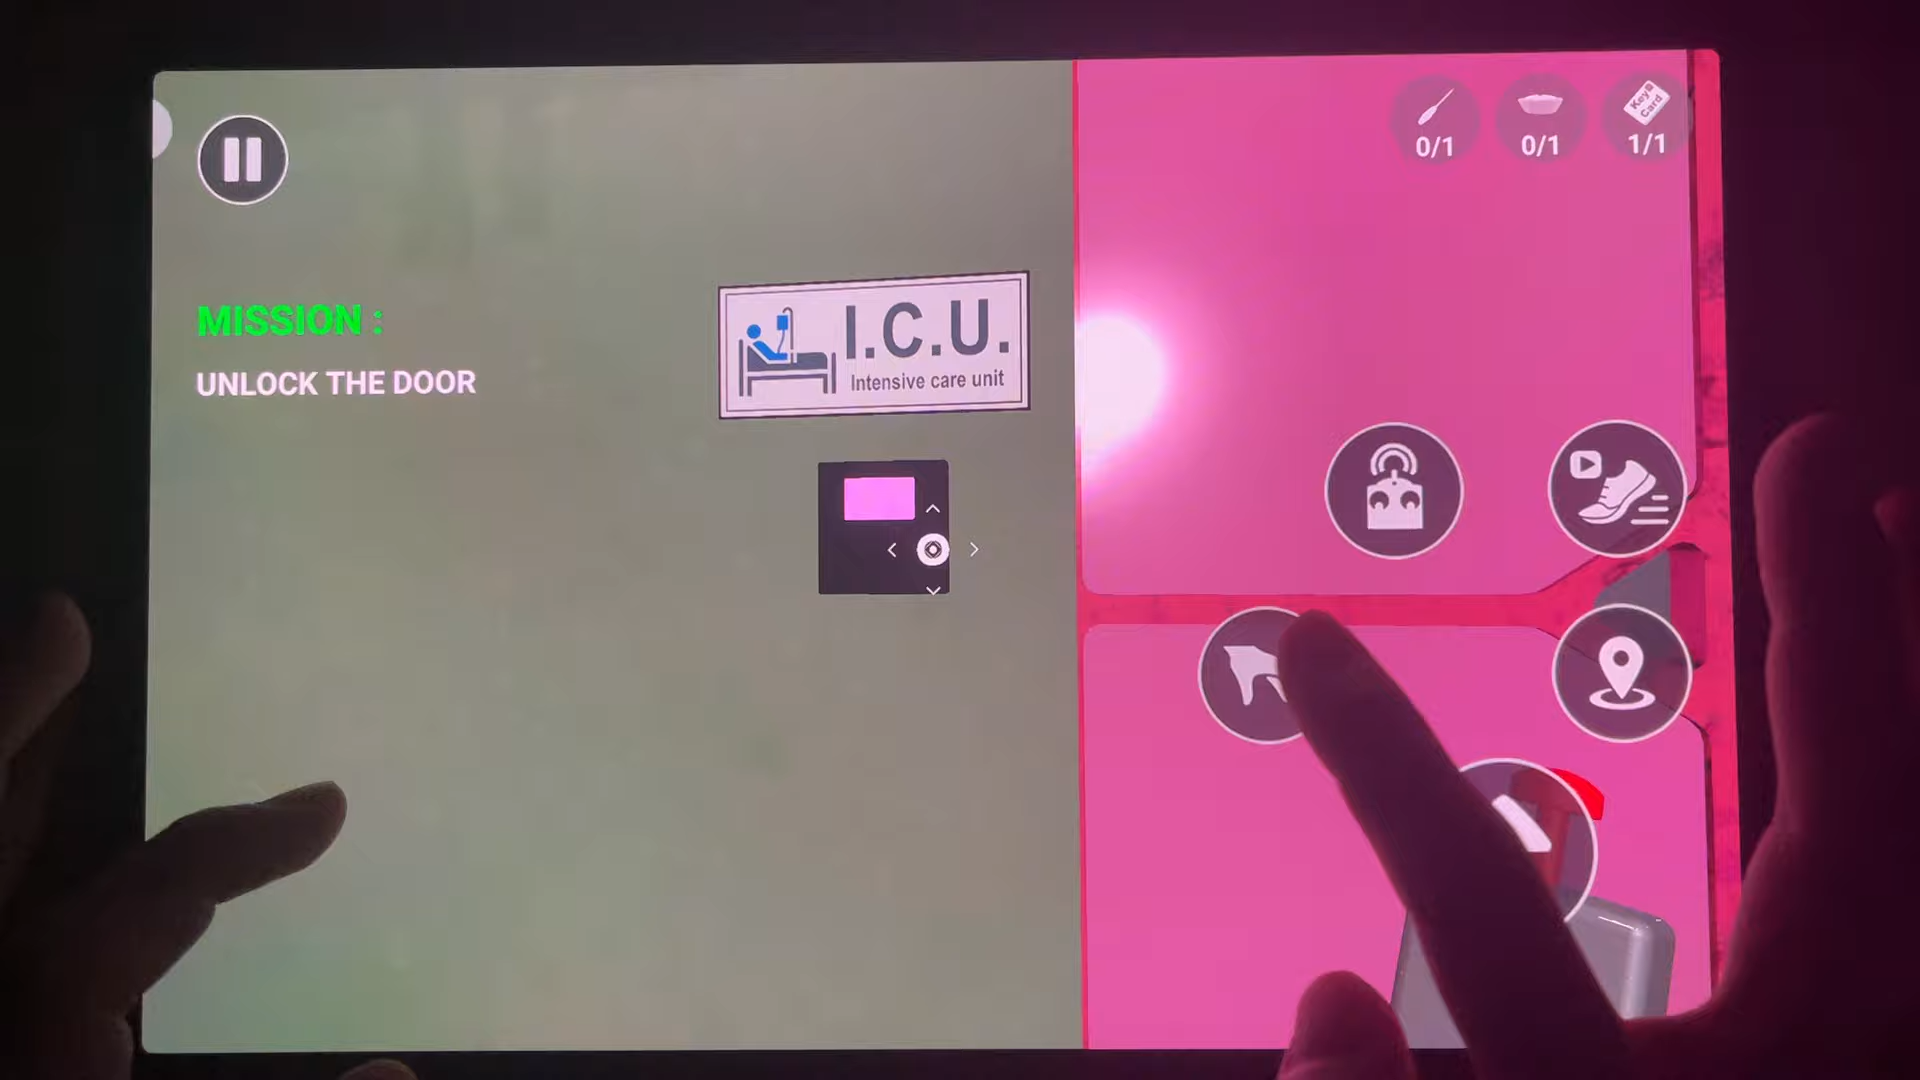 0/1
0/1
Key Card
1/1
MISSION :
UNLOCK THE DOOR
I.C.U.
Intensive care unit